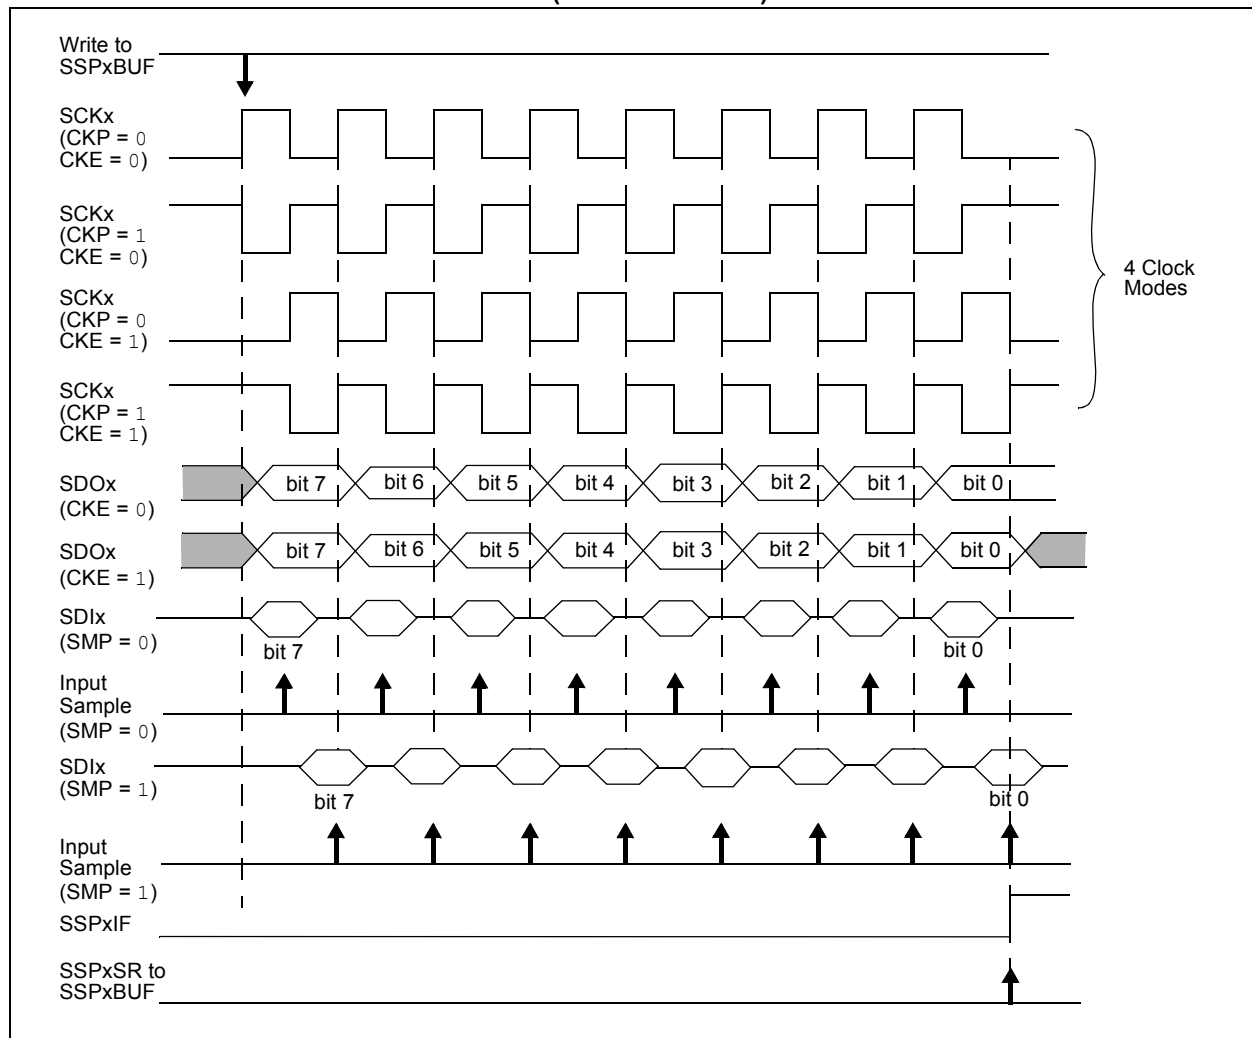 Write to
SSPxBUF
SCKx
(CKP = 0
CKE = 0)
SCKx
(CKP = 1
CKE = 0)
SCKx
(CKP = 0
CKE = 1)
SCKx
(CKP = 1
CKE = 1)
4 Clock
Modes
SDOx
(CKE = 0)
bit 7 bit 6 bit 5 bit 4 bit 3 bit 2 bit 1 bit 0
SDOx
(CKE = 1)
bit 7 bit 6 bit 5 bit 4 bit 3 bit 2 bit 1 bit 0
SDIx
(SMP = 0)
bit 7 bit 0
Input
Sample
(SMP = 0)
SDIx
(SMP = 1)
bit 7 bit 0
Input
Sample
(SMP = 1)
SSPxIF
SSPxSR to
SSPxBUF